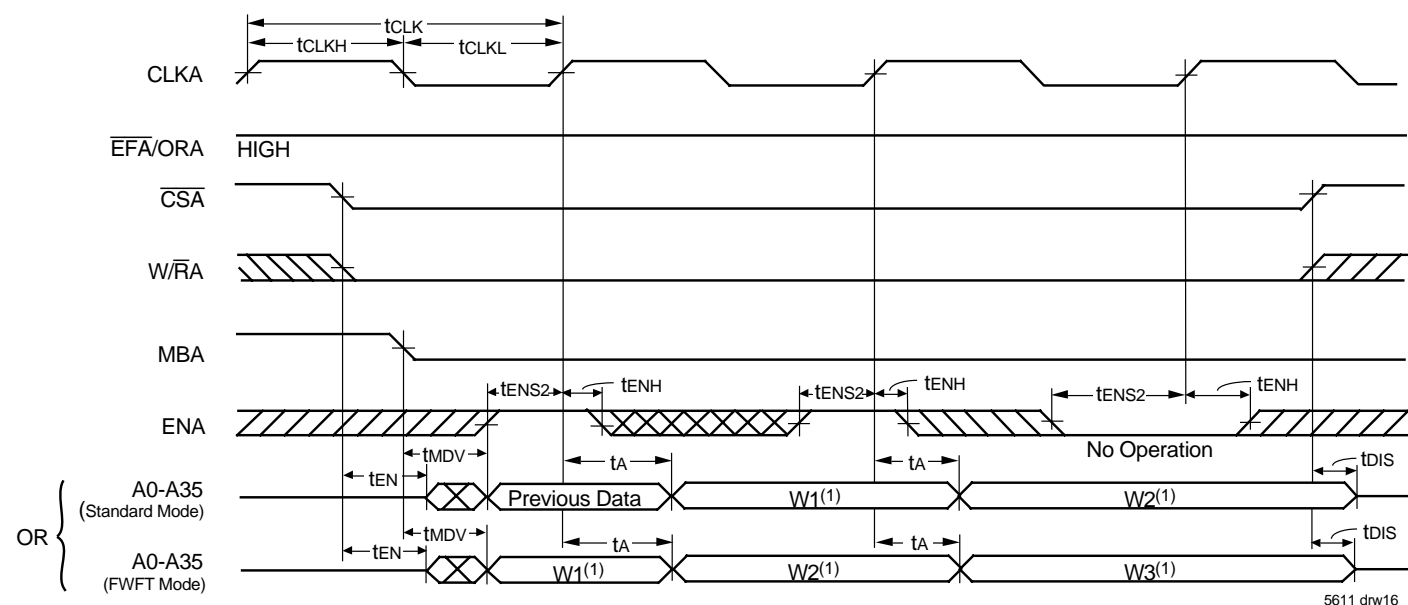 tCLK
tCLKH tCLKL
CLKA
EFA/ORA HIGH
CSA
W/RA
MBA
tENS2 tENH tENS2 tENH tENS2 tENH
ENA
No Operation
tMDV tA tA tDIS
tEN
A0-A35
(Standard Mode)
Previous Data W1(1) W2(1)
OR
tMDV tA tA tDIS
tEN
A0-A35
(FWFT Mode)
W1(1) W2(1) W3(1)
5611 drw16